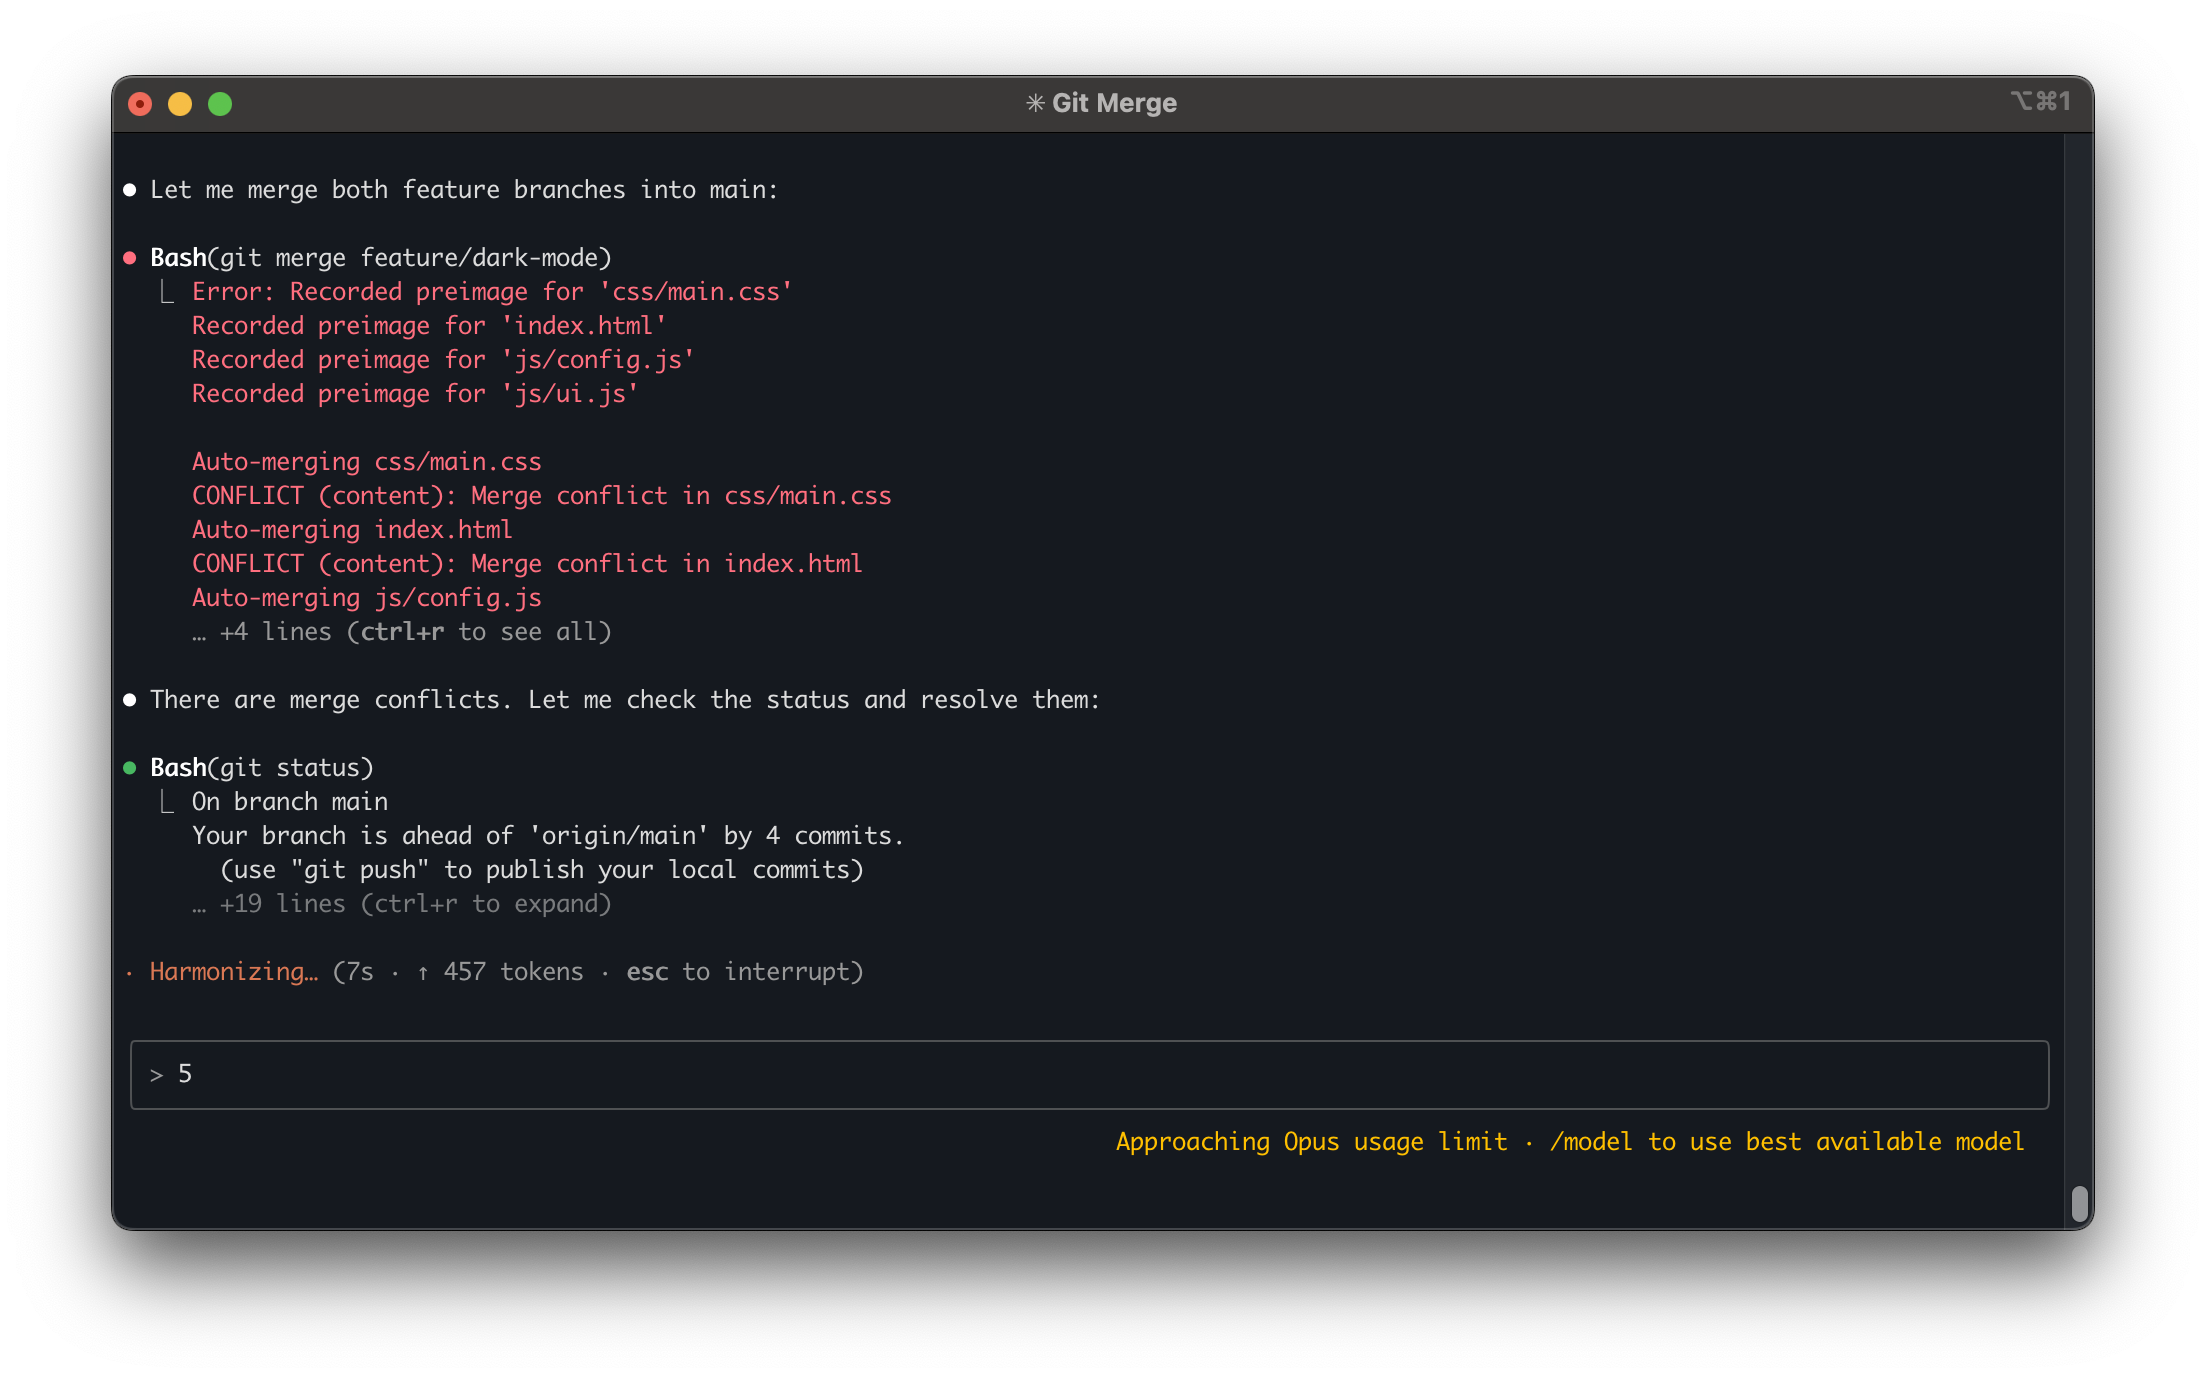 ✳ Git Merge
⌥⌘1
● Let me merge both feature branches into main:
● Bash(git merge feature/dark-mode)
⎿ Error: Recorded preimage for 'css/main.css'
Recorded preimage for 'index.html'
Recorded preimage for 'js/config.js'
Recorded preimage for 'js/ui.js'
Auto-merging css/main.css
CONFLICT (content): Merge conflict in css/main.css
Auto-merging index.html
CONFLICT (content): Merge conflict in index.html
Auto-merging js/config.js
… +4 lines (ctrl+r to see all)
● There are merge conflicts. Let me check the status and resolve them:
● Bash(git status)
⎿ On branch main
Your branch is ahead of 'origin/main' by 4 commits.
(use "git push" to publish your local commits)
… +19 lines (ctrl+r to expand)
· Harmonizing… (7s · ↑ 457 tokens · esc to interrupt)
> 5
Approaching Opus usage limit · /model to use best available model